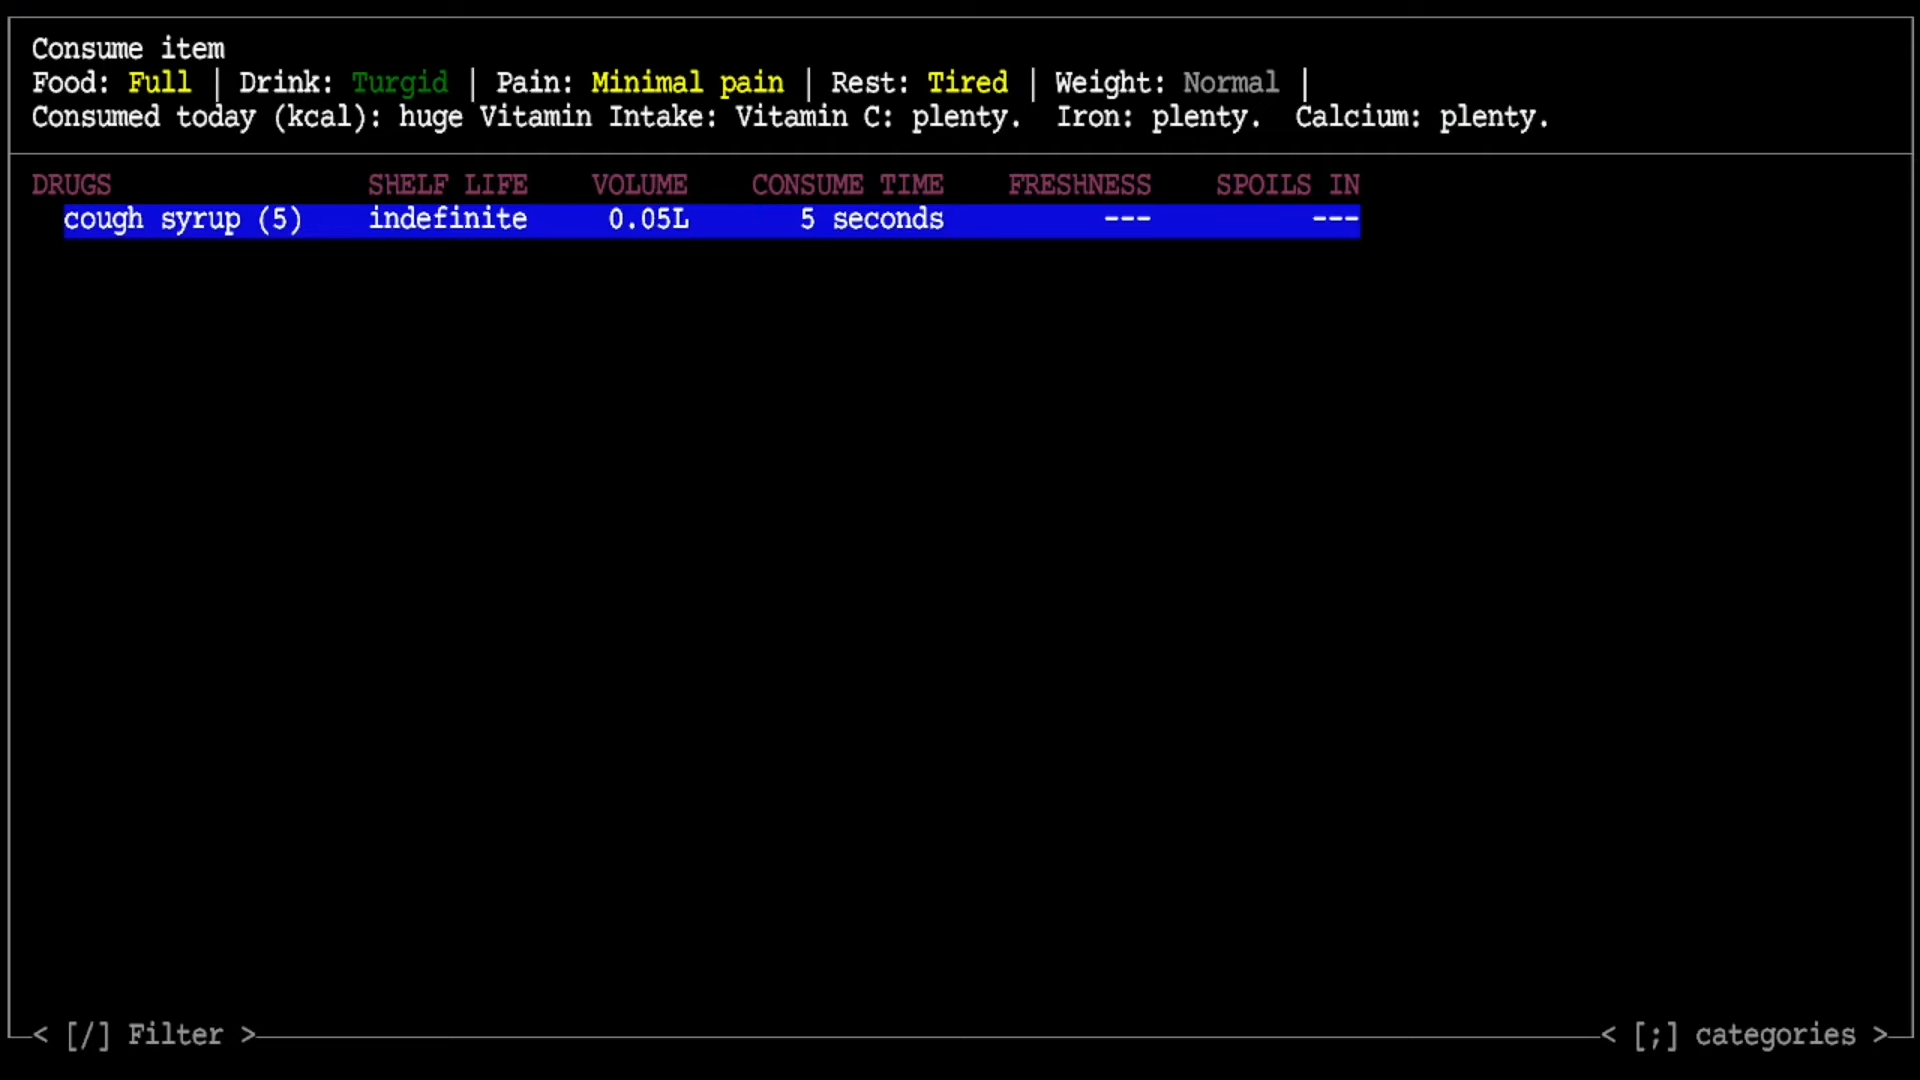 Consume item
Food: Full | Drink: Turgid | Pain: Minimal pain | Rest: Tired | Weight: Normal |
Consumed today (kcal): huge Vitamin Intake: Vitamin C: plenty.  Iron: plenty.  Calcium: plenty.
DRUGS SHELF LIFE VOLUME CONSUME TIME FRESHNESS SPOILS IN
cough syrup (5) indefinite 0.05L 5 seconds --- ---
< [/] Filter > < [;] categories >